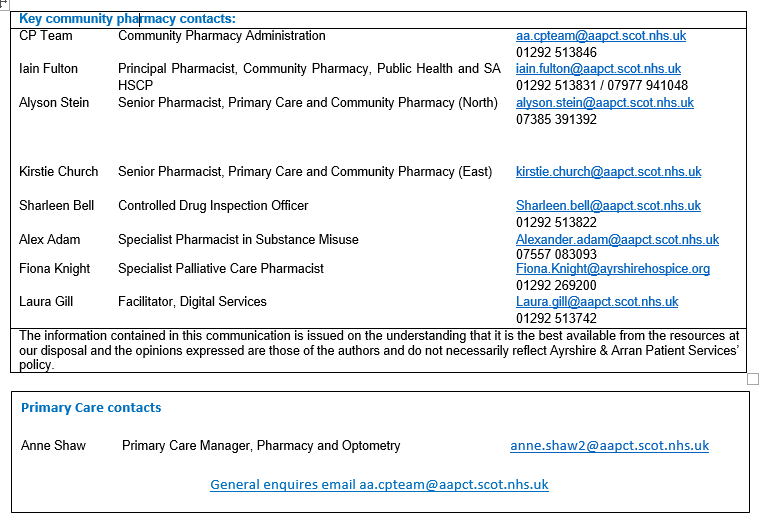 Key community pharmacy contacts:
CP Team Community Pharmacy Administration aa.cpteam@aapct.scot.nhs.uk
01292 513846
Iain Fulton Principal Pharmacist, Community Pharmacy, Public Health and SA iain.fulton@aapct.scot.nhs.uk
HSCP 01292 513831 / 07977 941048
Alyson Stein Senior Pharmacist, Primary Care and Community Pharmacy (North) alyson.stein@aapct.scot.nhs.uk
07385 391392
Kirstie Church Senior Pharmacist, Primary Care and Community Pharmacy (East) kirstie.church@aapct.scot.nhs.uk
Sharleen Bell Controlled Drug Inspection Officer Sharleen.bell@aapct.scot.nhs.uk
01292 513822
Alex Adam Specialist Pharmacist in Substance Misuse Alexander.adam@aapct.scot.nhs.uk
07557 083093
Fiona Knight Specialist Palliative Care Pharmacist Fiona.Knight@ayrshirehospice.org
01292 269200
Laura Gill Facilitator, Digital Services Laura.gill@aapct.scot.nhs.uk
01292 513742
The information contained in this communication is issued on the understanding that it is the best available from the resources at
our disposal and the opinions expressed are those of the authors and do not necessarily reflect Ayrshire & Arran Patient Services'
policy.
Primary Care contacts
Anne Shaw Primary Care Manager, Pharmacy and Optometry anne.shaw2@aapct.scot.nhs.uk
General enquires email aa.cpteam@aapct.scot.nhs.uk